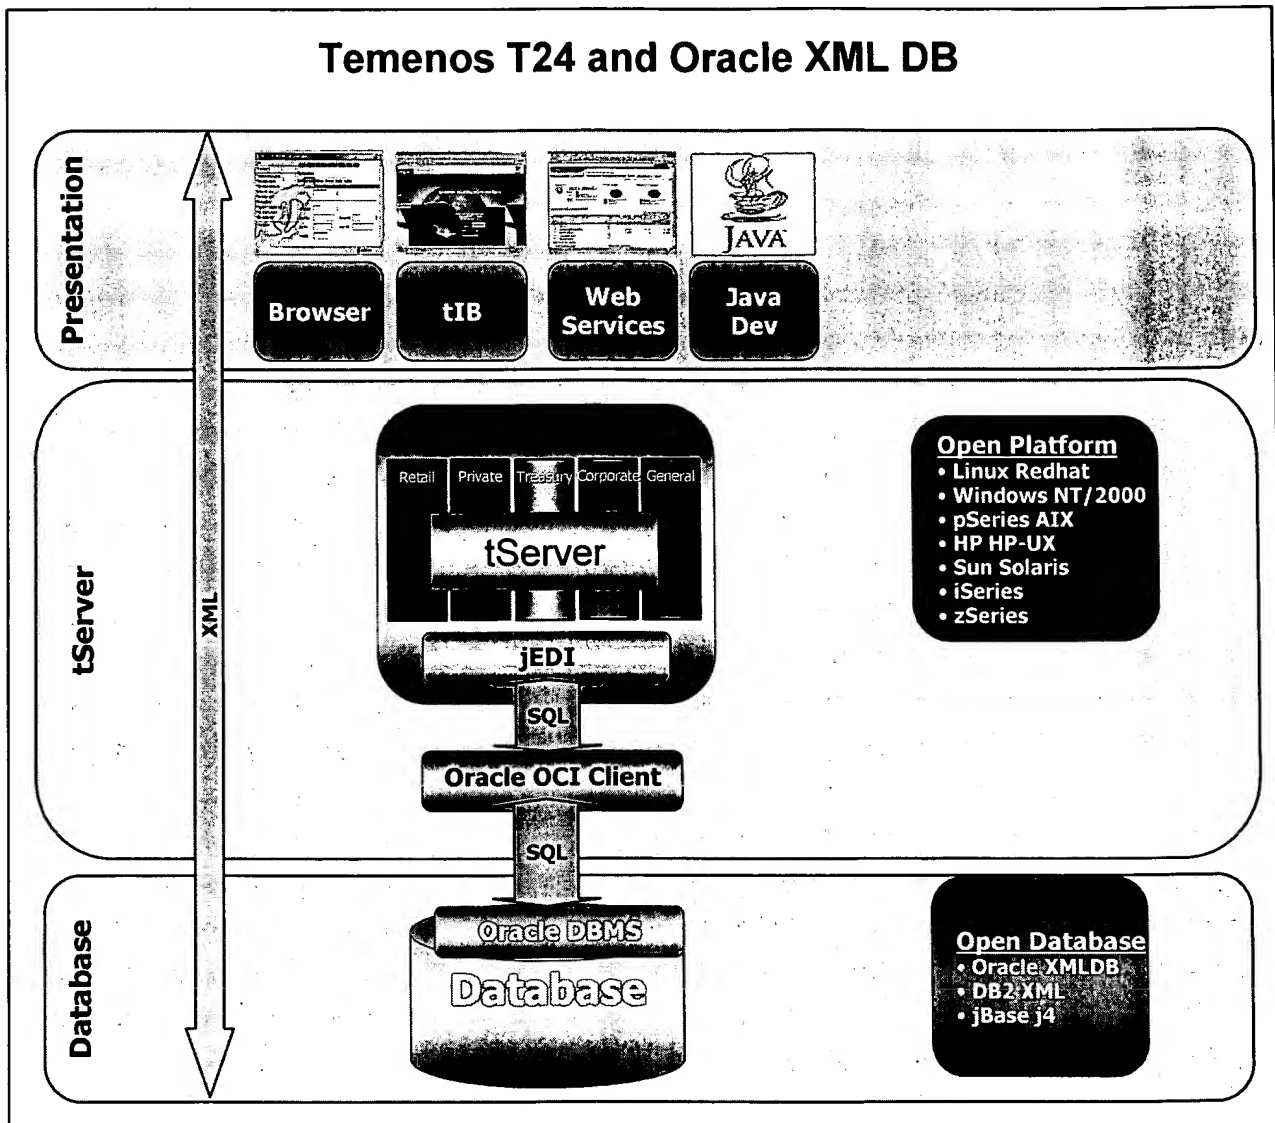 Temenos T24 and Oracle XML DB
Presentation
JAVA
Browser
tIB
Web
Services
Java
Dev
tServer
XML
Retail
Private
Treasury
Corporate
General
tServer
jEDI
SQL
Oracle OCI Client
SQL
Open Platform
• Linux Redhat
• Windows NT/2000
• pSeries AIX
• HP HP-UX
• Sun Solaris
• iSeries
• zSeries
Database
Oracle DBMS
Database
Open Database
• Oracle XMLDB
• DB2 XML
• jBase j4